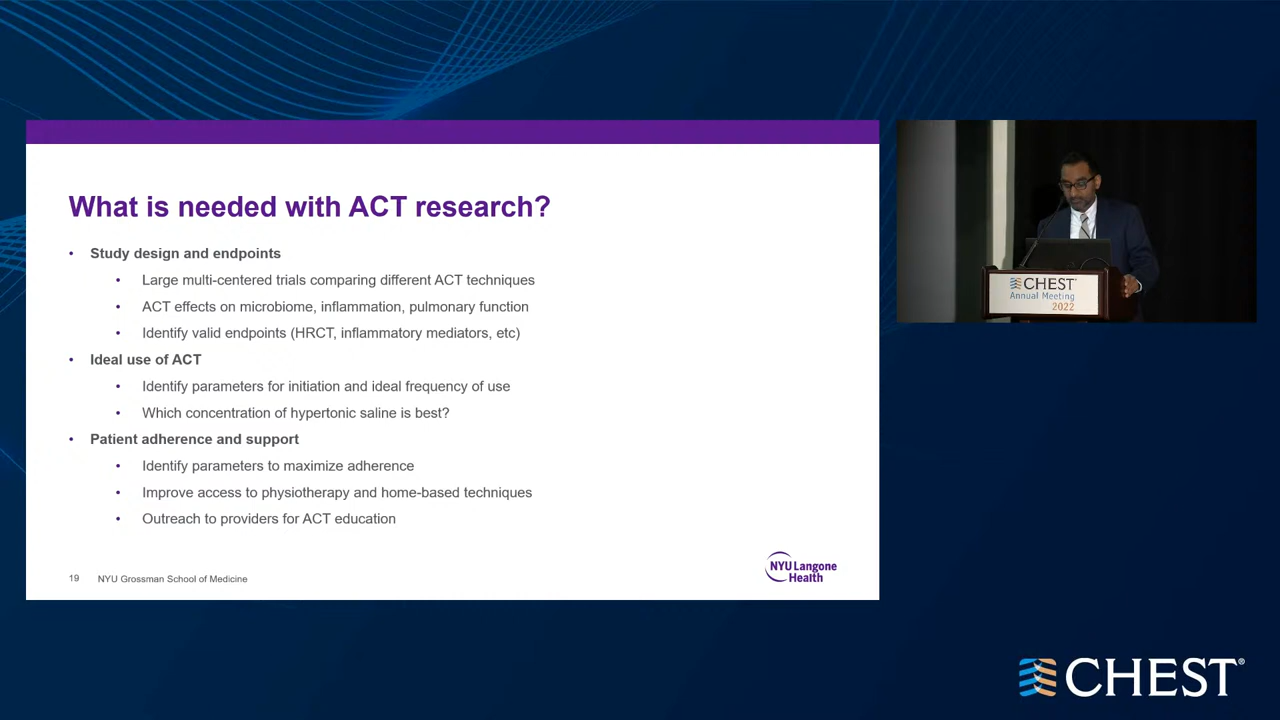 What is needed with ACT research?
• Study design and endpoints
• Large multi-centered trials comparing different ACT techniques
• ACT effects on microbiome, inflammation, pulmonary function
• Identify valid endpoints (HRCT, inflammatory mediators, etc)
• Ideal use of ACT
• Identify parameters for initiation and ideal frequency of use
• Which concentration of hypertonic saline is best?
• Patient adherence and support
• Identify parameters to maximize adherence
• Improve access to physiotherapy and home-based techniques
• Outreach to providers for ACT education
19 NYU Grossman School of Medicine
NYU Langone
Health
CHEST
Annual Meeting
2022
CHEST®